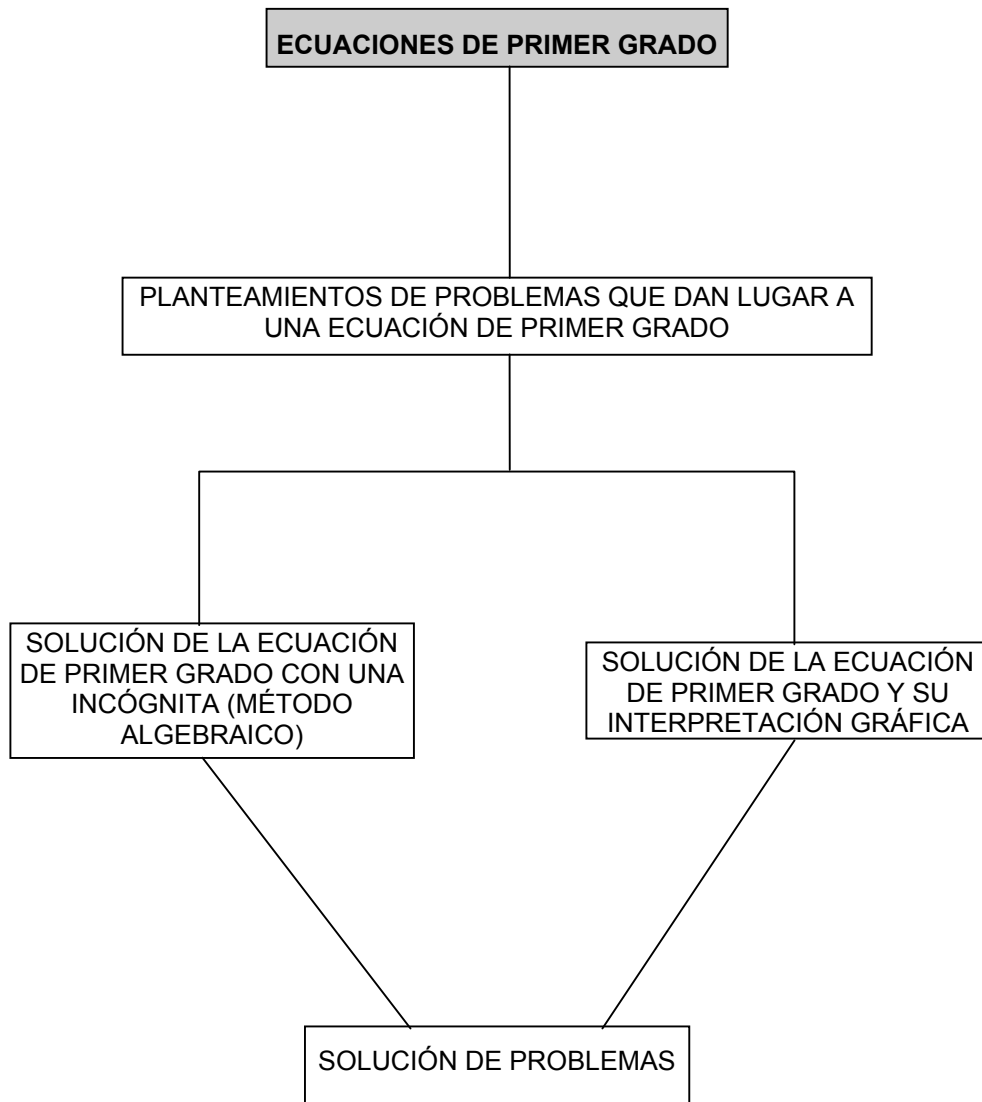 ECUACIONES DE PRIMER GRADO
PLANTEAMIENTOS DE PROBLEMAS QUE DAN LUGAR A
UNA ECUACIÓN DE PRIMER GRADO
SOLUCIÓN DE LA ECUACIÓN
DE PRIMER GRADO CON UNA
INCÓGNITA (MÉTODO
ALGEBRAICO)
SOLUCIÓN DE LA ECUACIÓN
DE PRIMER GRADO Y SU
INTERPRETACIÓN GRÁFICA
SOLUCIÓN DE PROBLEMAS